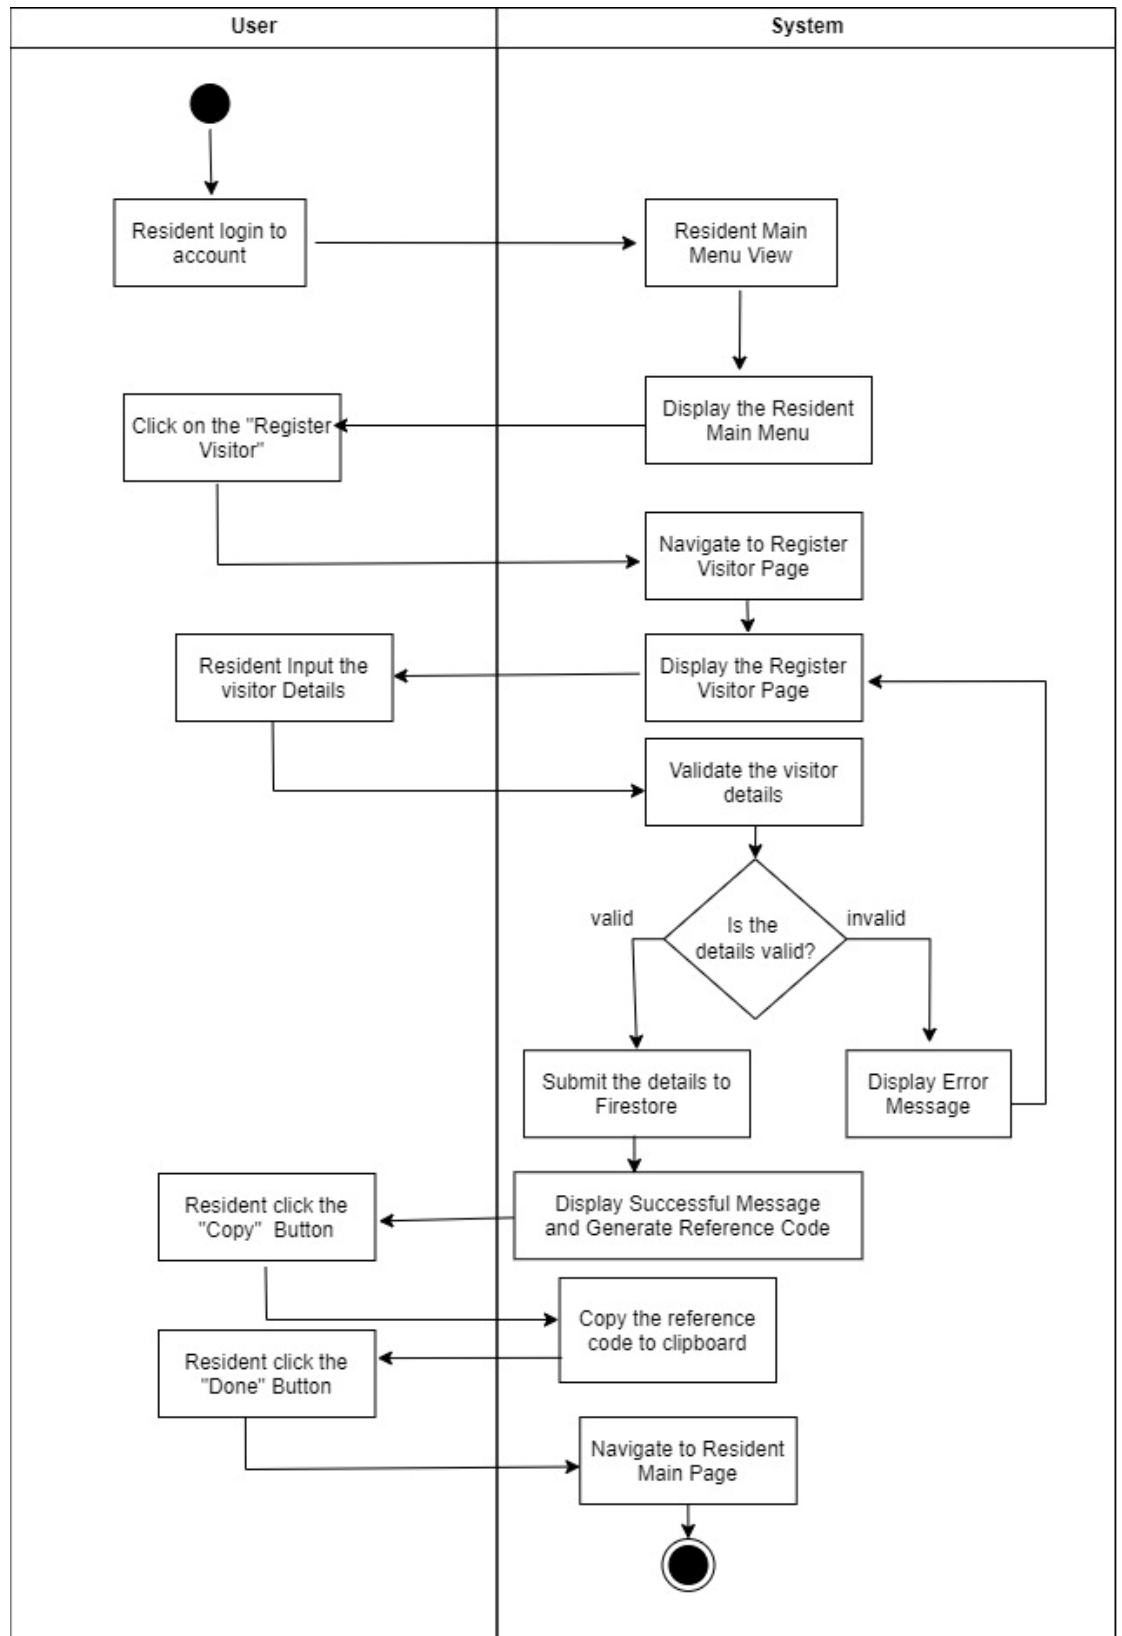 User
System
Resident login to
account
Resident Main
Menu View
Display the Resident
Main Menu
Click on the "Register
Visitor"
Navigate to Register
Visitor Page
Display the Register
Visitor Page
Resident Input the
visitor Details
Validate the visitor
details
Is the
details valid?
valid
invalid
Submit the details to
Firestore
Display Error
Message
Display Successful Message
and Generate Reference Code
Resident click the
"Copy"  Button
Copy the reference
code to clipboard
Resident click the
"Done" Button
Navigate to Resident
Main Page